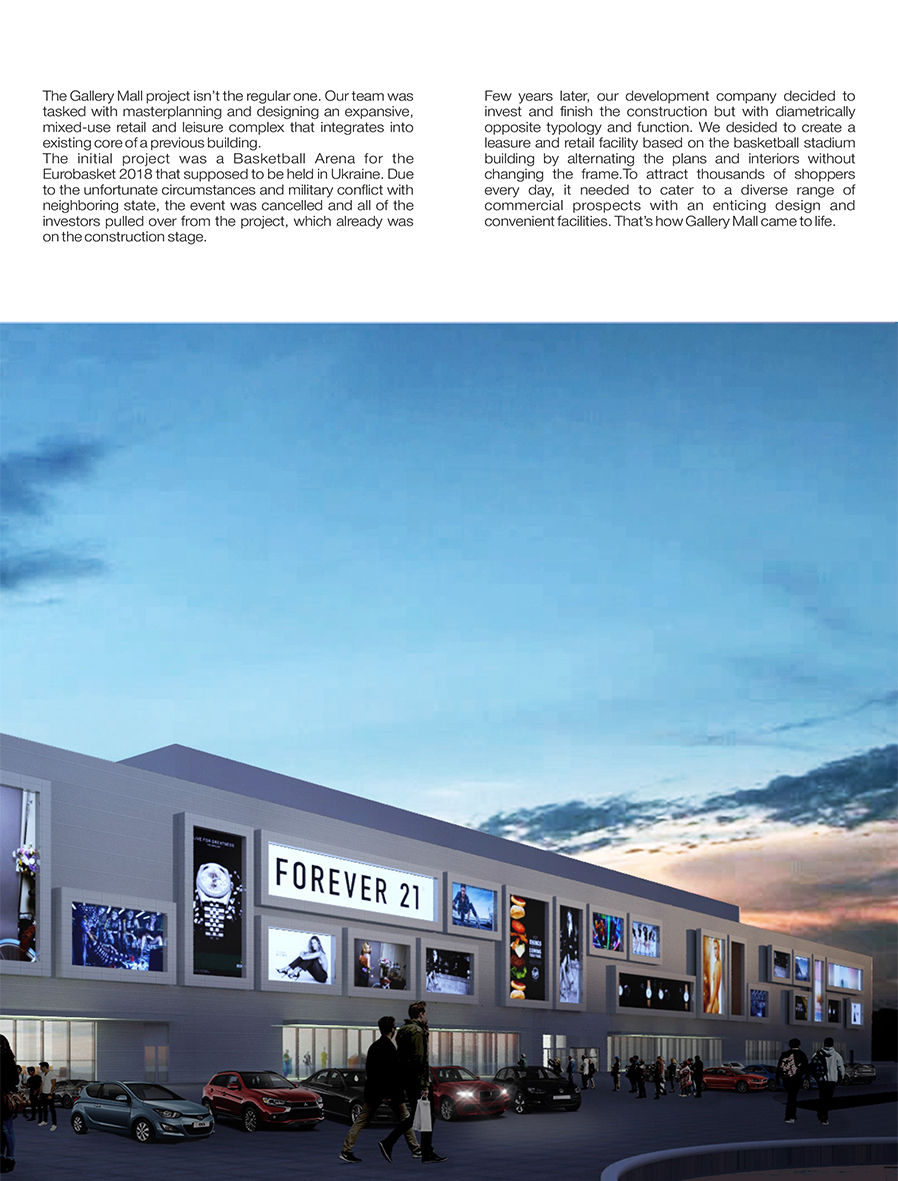 The Gallery Mall project isn't the regular one. Our team was
tasked with masterplanning and designing an expansive,
mixed-use retail and leisure complex that integrates into
existing core of a previous building.
The initial project was a Basketball Arena for the
Eurobasket 2018 that supposed to be held in Ukraine. Due
to the unfortunate circumstances and military conflict with
neighboring state, the event was cancelled and all of the
investors pulled over from the project, which already was
on the construction stage.
Few years later, our development company decided to
invest and finish the construction but with diametrically
opposite typology and function. We desided to create a
leasure and retail facility based on the basketball stadium
building by alternating the plans and interiors without
changing the frame.To attract thousands of shoppers
every day, it needed to cater to a diverse range of
commercial prospects with an enticing design and
convenient facilities. That's how Gallery Mall came to life.
FOREVER 21